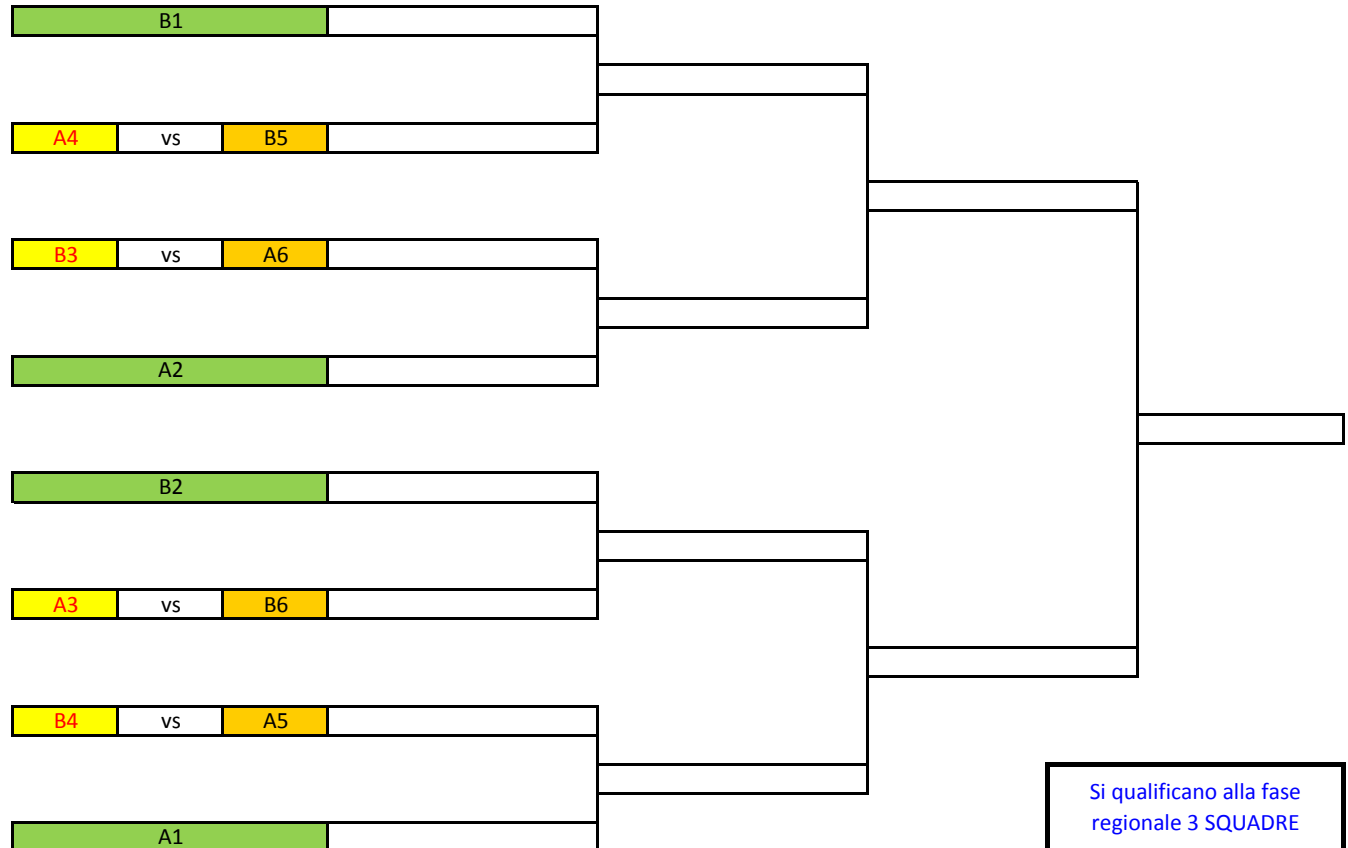 B1
A4 vs B5
B3 vs A6
A2
B2
A3 vs B6
B4 vs A5
A1
Si qualificano alla fase
regionale 3 SQUADRE